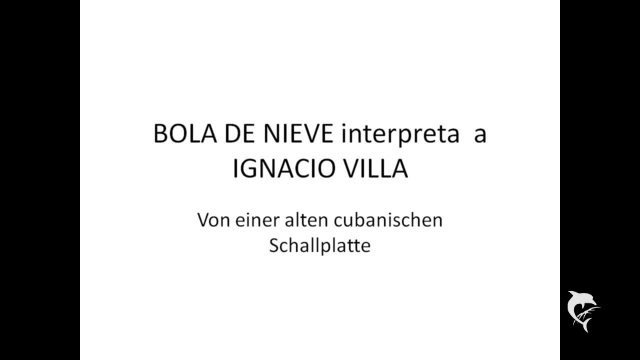 BOLA DE NIEVE interpreta a
IGNACIO VILLA
Von einer alten cubanischen
Schallplatte